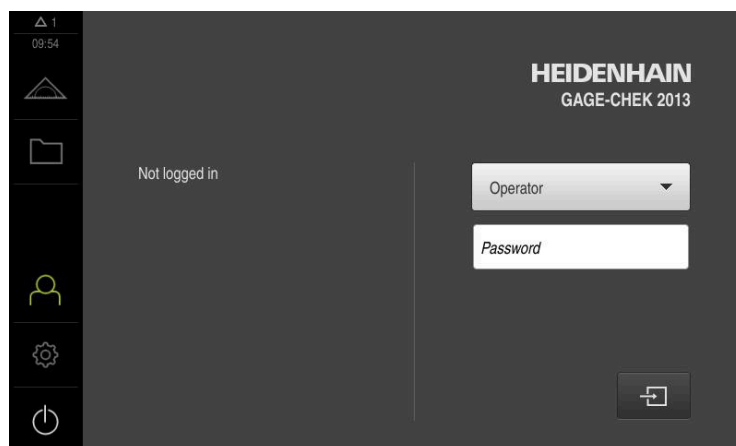 △ 1
09:54
HEIDENHAIN
GAGE-CHEK 2013
Not logged in
Operator
Password